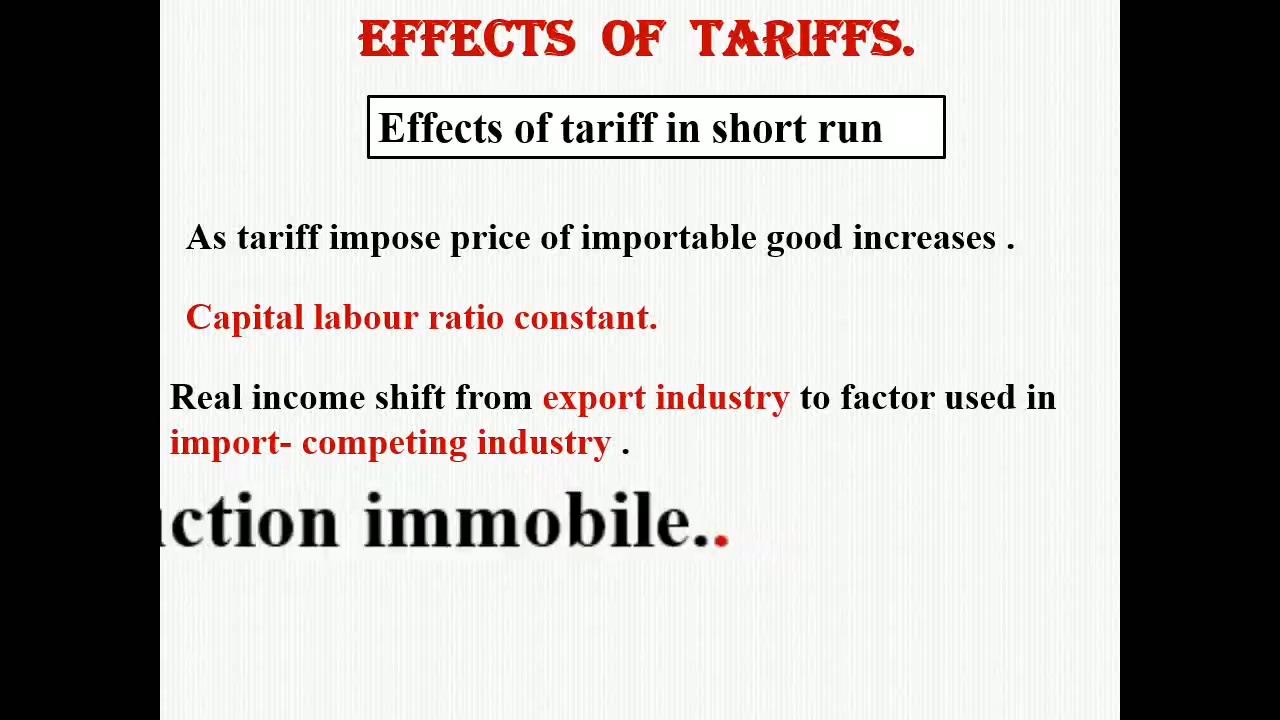 EFFECTS OF TARIFFS.
Effects of tariff in short run
As tariff impose price of importable good increases .
Capital labour ratio constant.
Real income shift from export industry to factor used in
import- competing industry .
immobile..